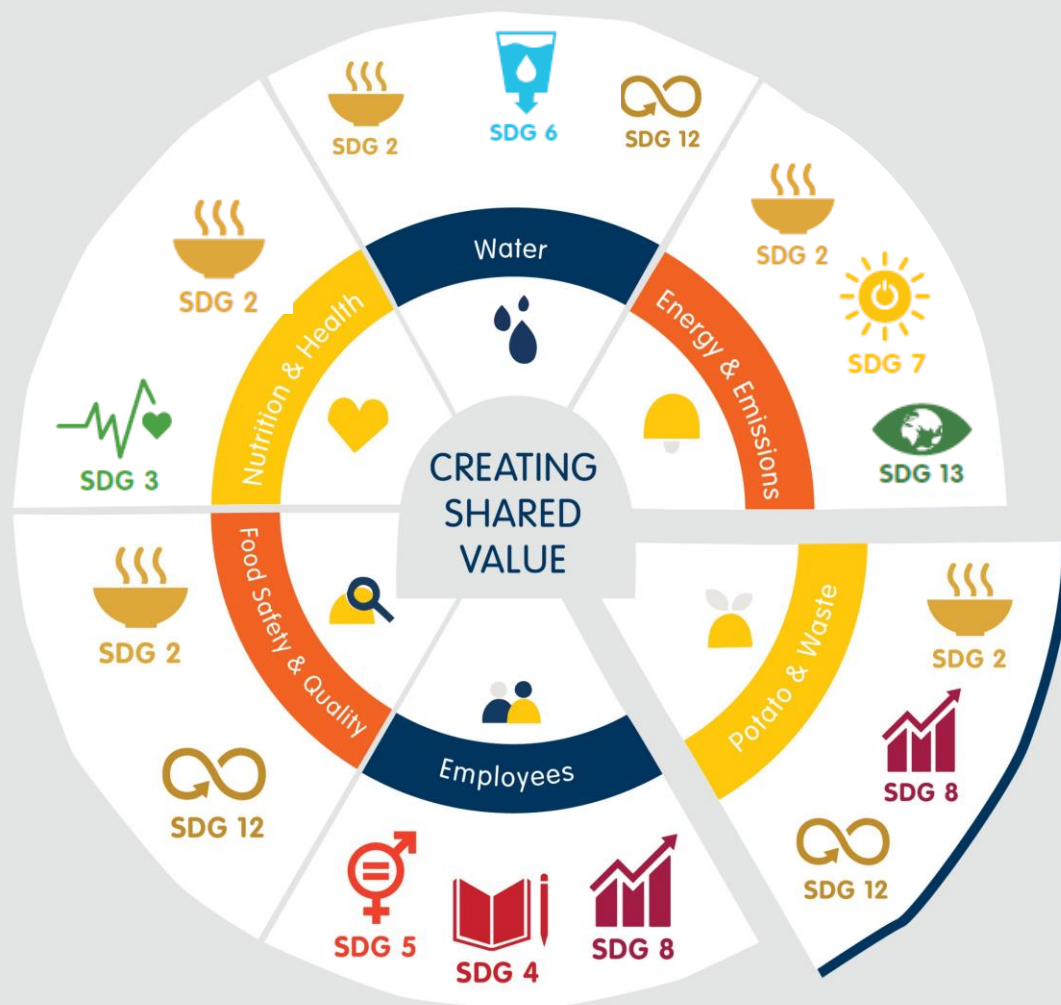 SDG 2
SDG 6
SDG 12
Water
SDG 2
SDG 7
SDG 13
Energy & Emissions
SDG 2
SDG 3
Nutrition & Health
CREATING
SHARED
VALUE
SDG 2
SDG 12
Food Safety & Quality
Potato & Waste
SDG 2
SDG 8
SDG 12
Employees
SDG 5
SDG 4
SDG 8